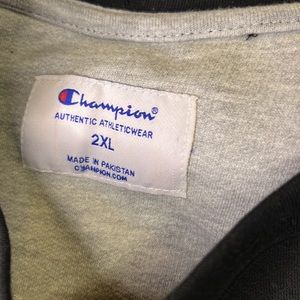 Champion®
AUTHENTIC ATHLETICWEAR
2XL
MADE IN PAKISTAN
CHAMPION.COM